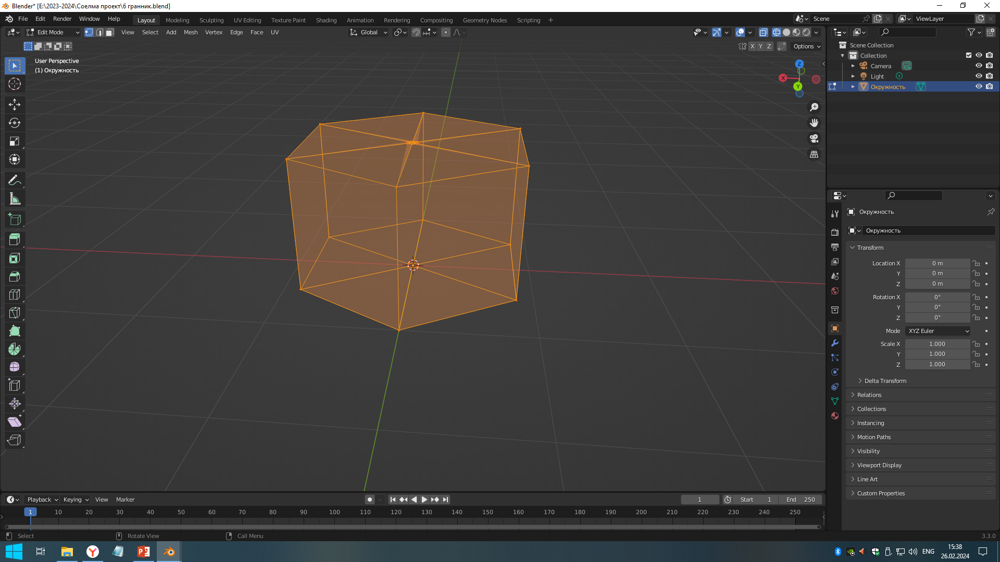 Blender* [E:\2023-2024\Соелма проект\6 гранник.blend]
File Edit Render Window Help Layout Modeling Sculpting UV Editing Texture Paint Shading Animation Rendering Compositing Geometry Nodes Scripting + Scene ViewLayer
Edit Mode View Select Add Mesh Vertex Edge Face UV Global
X Y Z Options
User Perspective
(1) Окружность
Z
X
Y
Scene Collection
Collection
Camera
Light
Окружность
Окружность
Окружность
Transform
Location X 0 m
Y 0 m
Z 0 m
Rotation X 0°
Y 0°
Z 0°
Mode XYZ Euler
Scale X 1.000
Y 1.000
Z 1.000
Delta Transform
Relations
Collections
Instancing
Motion Paths
Visibility
Viewport Display
Line Art
Custom Properties
Playback Keying View Marker 1 Start 1 End 250
1 10 20 30 40 50 60 70 80 90 100 110 120 130 140 150 160 170 180 190 200 210 220 230 240 250
Select Rotate View Call Menu 3.3.0
ENG
15:38
26.02.2024